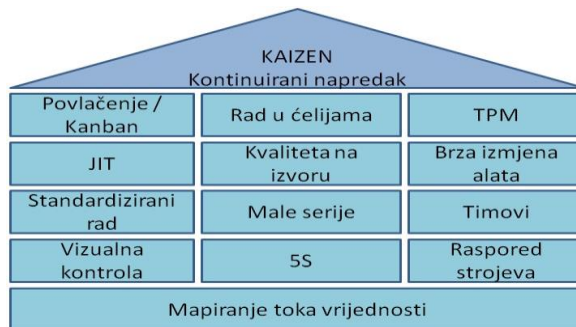 KAIZEN
Kontinuirani napredak
Povlačenje /
Kanban
Rad u ćelijama
TPM
JIT
Kvaliteta na
izvoru
Brza izmjena
alata
Standardizirani
rad
Male serije
Timovi
Vizualna
kontrola
5S
Raspored
strojeva
Mapiranje toka vrijednosti